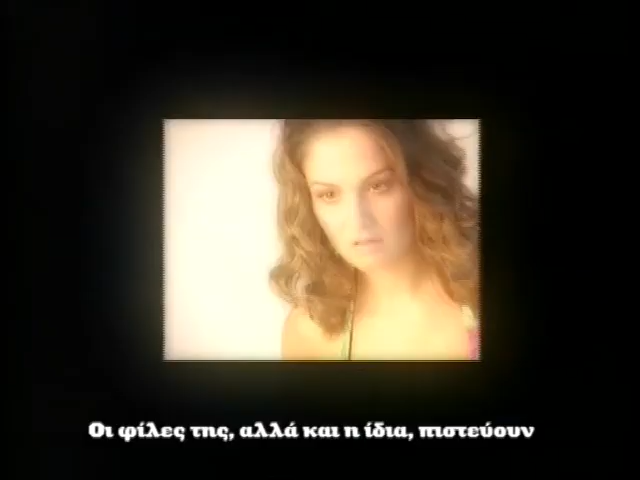 Οι φίλες της, αλλά και η ίδια, πιστεύουν